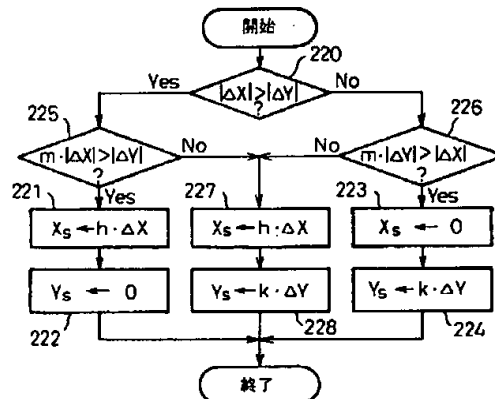 開始
220
|ΔX|>|ΔY|
?
Yes
No
225
m·|ΔX|>|ΔY|
?
No
Yes
226
m·|ΔY|>|ΔX|
?
No
Yes
221
Xs ← h·ΔX
227
Xs ← h·ΔX
223
Xs ← 0
Ys ← 0
222
Ys ← k·ΔY
228
Ys ← k·ΔY
224
終了